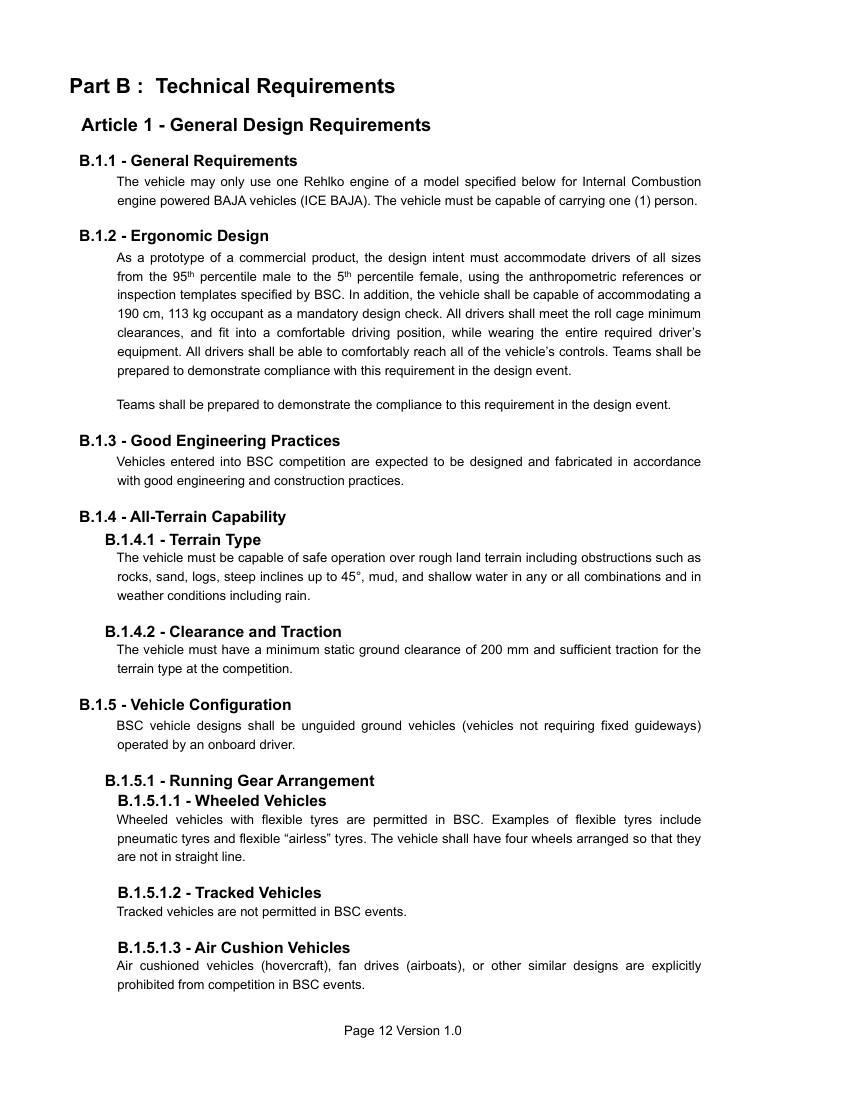 Part B :  Technical Requirements
Article 1 - General Design Requirements
B.1.1 - General Requirements
The vehicle may only use one Rehlko engine of a model specified below for Internal Combustion
engine powered BAJA vehicles (ICE BAJA). The vehicle must be capable of carrying one (1) person.
B.1.2 - Ergonomic Design
As a prototype of a commercial product, the design intent must accommodate drivers of all sizes
from the 95th percentile male to the 5th percentile female, using the anthropometric references or
inspection templates specified by BSC. In addition, the vehicle shall be capable of accommodating a
190 cm, 113 kg occupant as a mandatory design check. All drivers shall meet the roll cage minimum
clearances, and fit into a comfortable driving position, while wearing the entire required driver’s
equipment. All drivers shall be able to comfortably reach all of the vehicle’s controls. Teams shall be
prepared to demonstrate compliance with this requirement in the design event.
Teams shall be prepared to demonstrate the compliance to this requirement in the design event.
B.1.3 - Good Engineering Practices
Vehicles entered into BSC competition are expected to be designed and fabricated in accordance
with good engineering and construction practices.
B.1.4 - All-Terrain Capability
B.1.4.1 - Terrain Type
The vehicle must be capable of safe operation over rough land terrain including obstructions such as
rocks, sand, logs, steep inclines up to 45°, mud, and shallow water in any or all combinations and in
weather conditions including rain.
B.1.4.2 - Clearance and Traction
The vehicle must have a minimum static ground clearance of 200 mm and sufficient traction for the
terrain type at the competition.
B.1.5 - Vehicle Configuration
BSC vehicle designs shall be unguided ground vehicles (vehicles not requiring fixed guideways)
operated by an onboard driver.
B.1.5.1 - Running Gear Arrangement
B.1.5.1.1 - Wheeled Vehicles
Wheeled vehicles with flexible tyres are permitted in BSC. Examples of flexible tyres include
pneumatic tyres and flexible “airless” tyres. The vehicle shall have four wheels arranged so that they
are not in straight line.
B.1.5.1.2 - Tracked Vehicles
Tracked vehicles are not permitted in BSC events.
B.1.5.1.3 - Air Cushion Vehicles
Air cushioned vehicles (hovercraft), fan drives (airboats), or other similar designs are explicitly
prohibited from competition in BSC events.
Page 12 Version 1.0